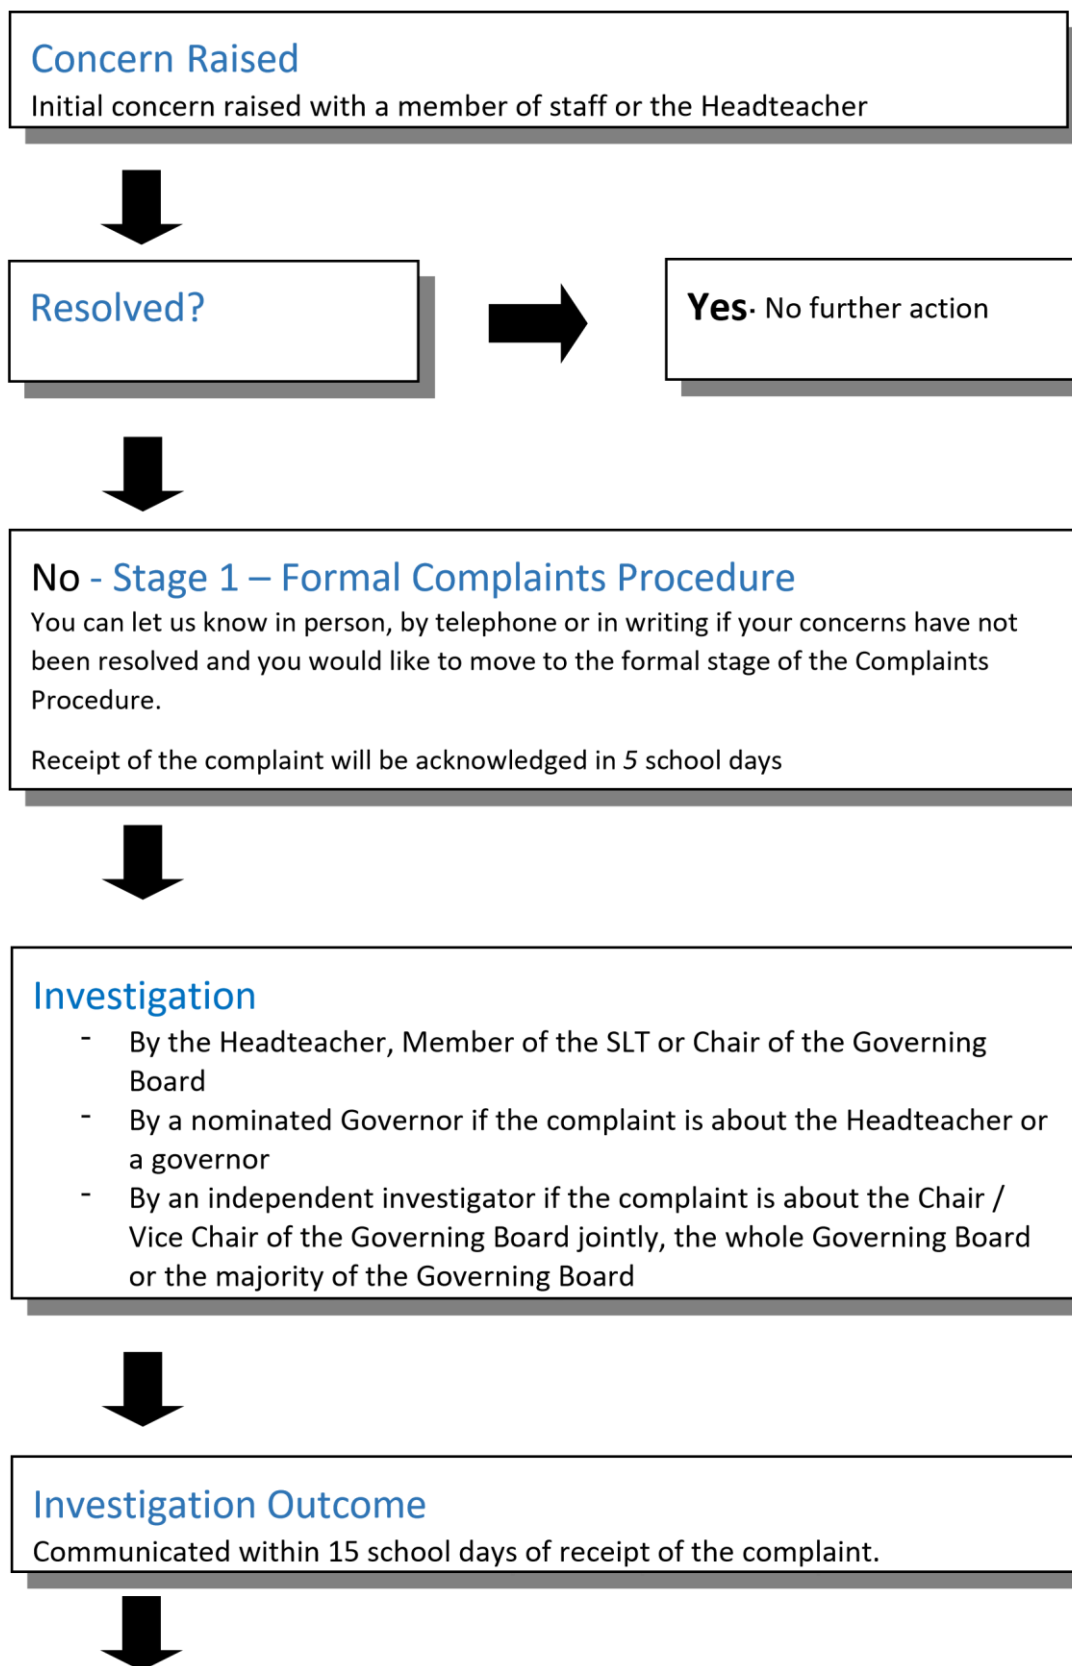 Concern Raised
Initial concern raised with a member of staff or the Headteacher
Resolved?
Yes. No further action
No - Stage 1 – Formal Complaints Procedure
You can let us know in person, by telephone or in writing if your concerns have not
been resolved and you would like to move to the formal stage of the Complaints
Procedure.
Receipt of the complaint will be acknowledged in 5 school days
Investigation
- By the Headteacher, Member of the SLT or Chair of the Governing
Board
- By a nominated Governor if the complaint is about the Headteacher or
a governor
- By an independent investigator if the complaint is about the Chair /
Vice Chair of the Governing Board jointly, the whole Governing Board
or the majority of the Governing Board
Investigation Outcome
Communicated within 15 school days of receipt of the complaint.